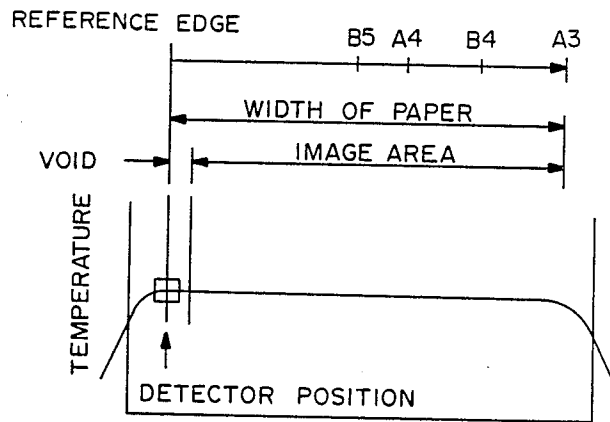 REFERENCE EDGE
B5 A4 B4 A3
WIDTH OF PAPER
VOID
IMAGE AREA
TEMPERATURE
DETECTOR POSITION